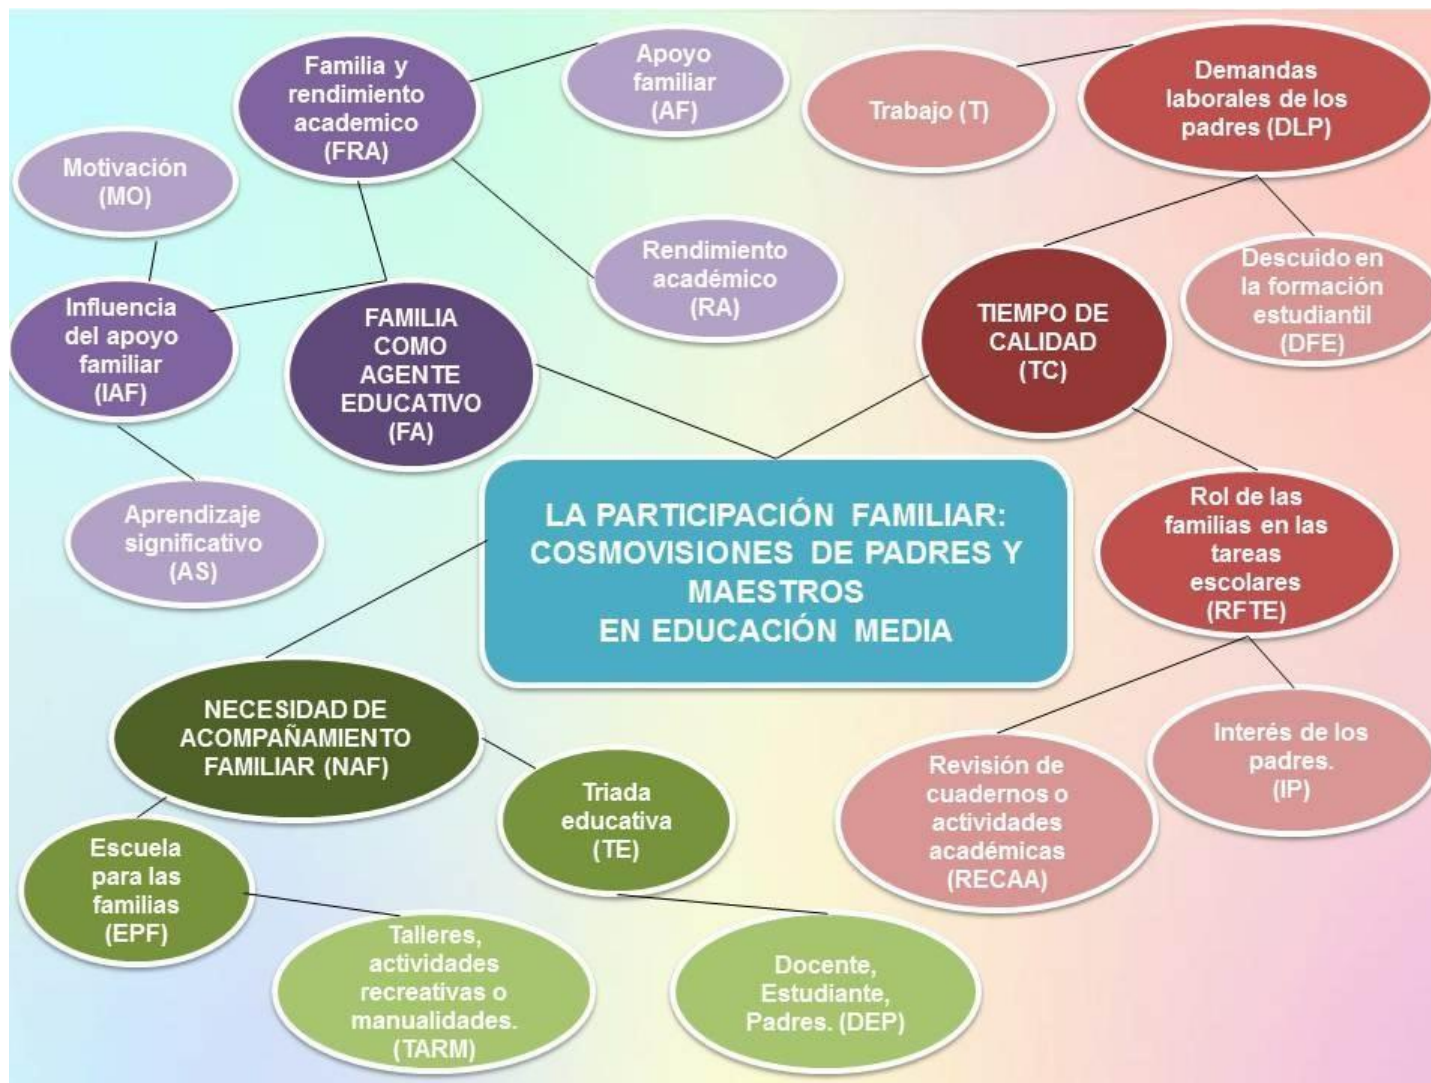 Familia y
rendimiento
academico
(FRA)
Apoyo
familiar
(AF)
Trabajo (T)
Demandas
laborales de los
padres (DLP)
Motivación
(MO)
Rendimiento
académico
(RA)
Descuido en
la formación
estudiantil
(DFE)
Influencia
del apoyo
familiar
(IAF)
FAMILIA
COMO
AGENTE
EDUCATIVO
(FA)
TIEMPO DE
CALIDAD
(TC)
Aprendizaje
significativo
(AS)
LA PARTICIPACIÓN FAMILIAR:
COSMOVISIONES DE PADRES Y
MAESTROS
EN EDUCACIÓN MEDIA
Rol de las
familias en las
tareas
escolares
(RFTE)
NECESIDAD DE
ACOMPAÑAMIENTO
FAMILIAR (NAF)
Triada
educativa
(TE)
Revisión de
cuadernos o
actividades
académicas
(RECAA)
Interés de los
padres.
(IP)
Escuela
para las
familias
(EPF)
Talleres,
actividades
recreativas o
manualidades.
(TARM)
Docente,
Estudiante,
Padres. (DEP)